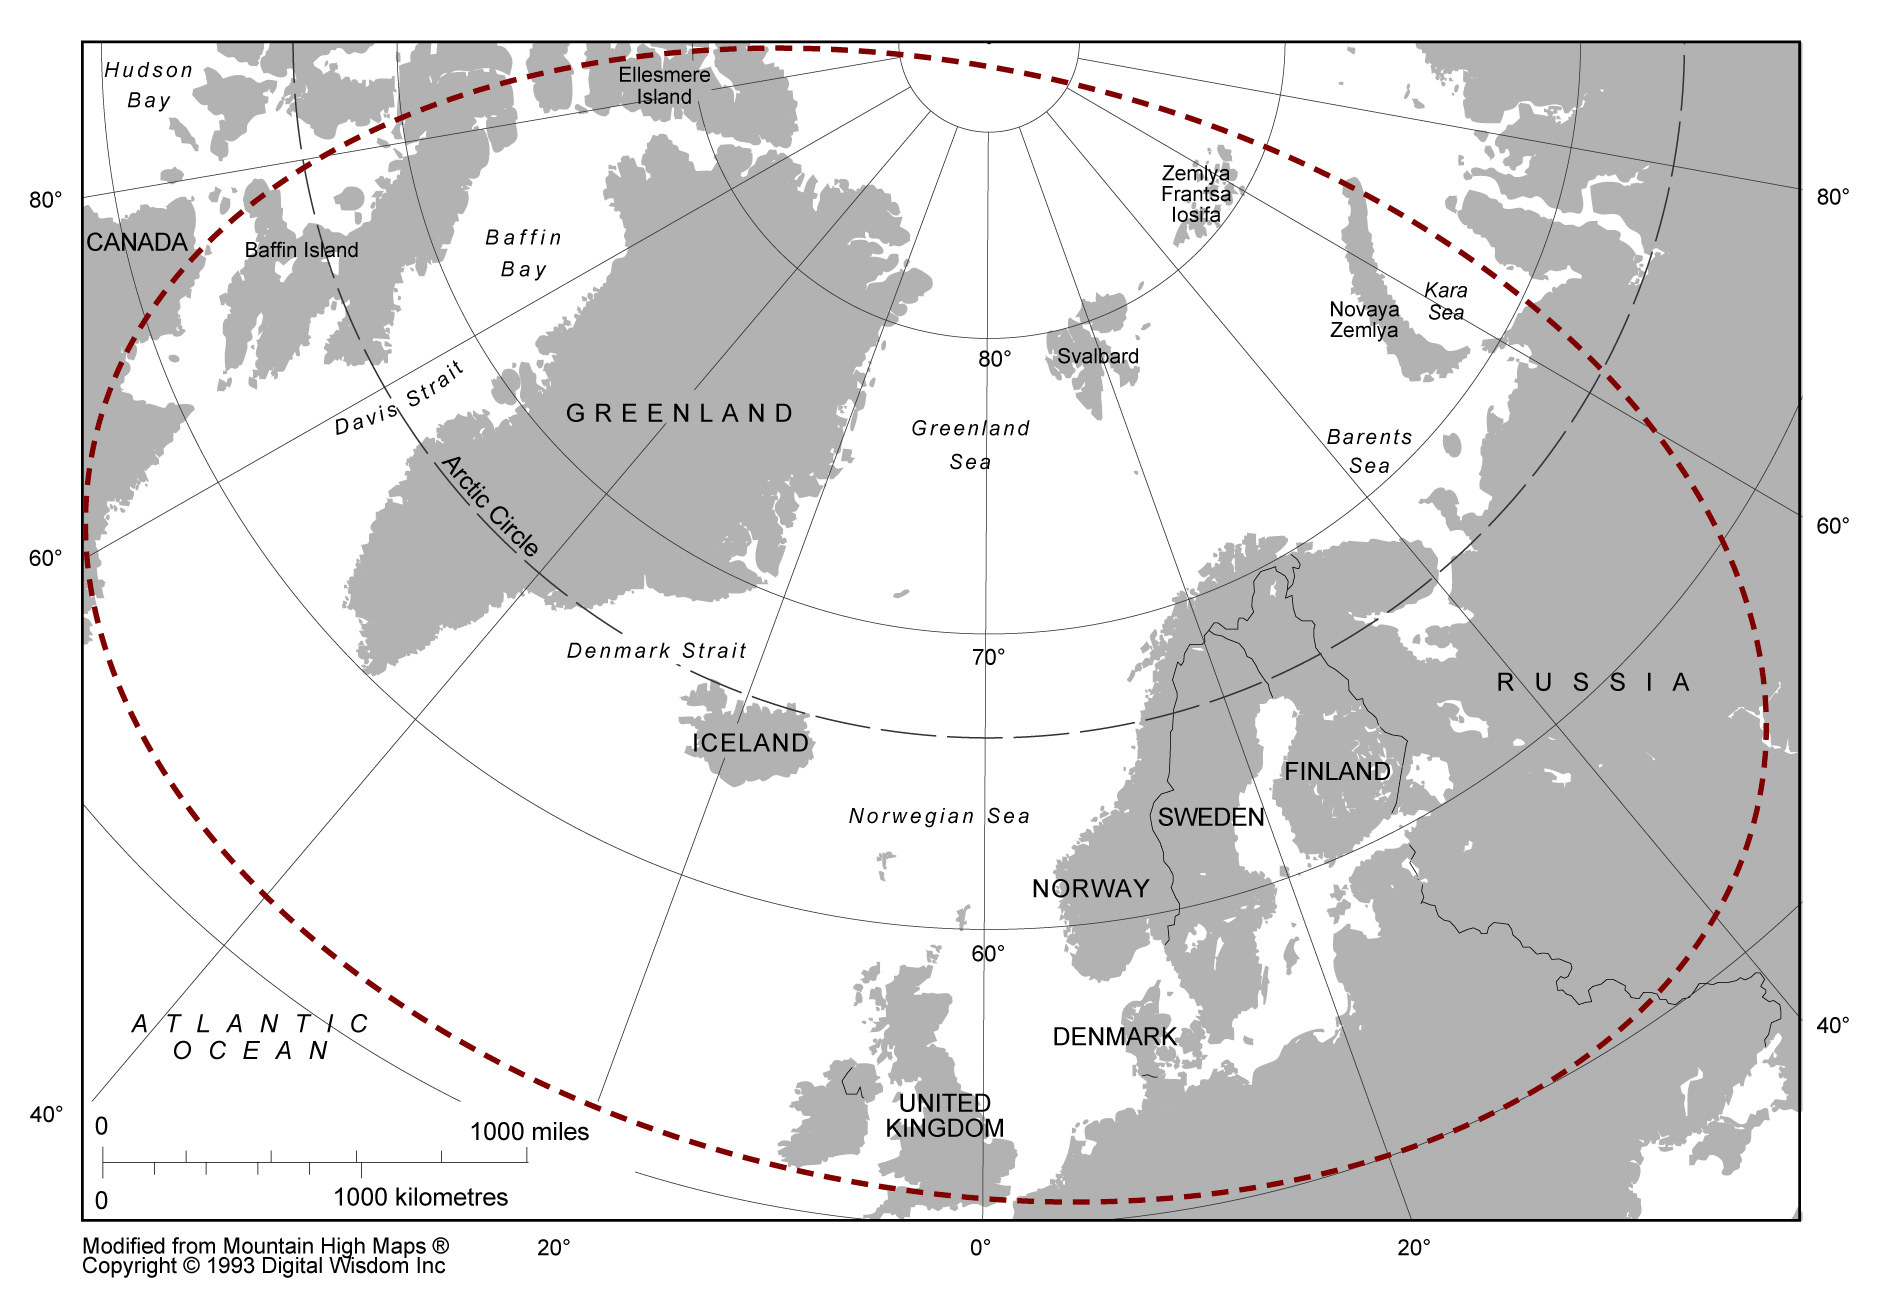 Hudson
Bay
Ellesmere
Island
Zemlya
Frantsa
Iosifa
80°
80°
CANADA
Baffin Island
Baffin
Bay
Kara
Sea
Novaya
Zemlya
80°
Svalbard
Davis Strait
GREENLAND
Greenland
Sea
Barents
Sea
Arctic Circle
60°
60°
Denmark Strait
70°
RUSSIA
ICELAND
FINLAND
Norwegian Sea
SWEDEN
NORWAY
60°
ATLANTIC
OCEAN
DENMARK
40°
40°
UNITED
KINGDOM
0
1000 miles
0
1000 kilometres
Modified from Mountain High Maps ®
Copyright © 1993 Digital Wisdom Inc
20°
0°
20°